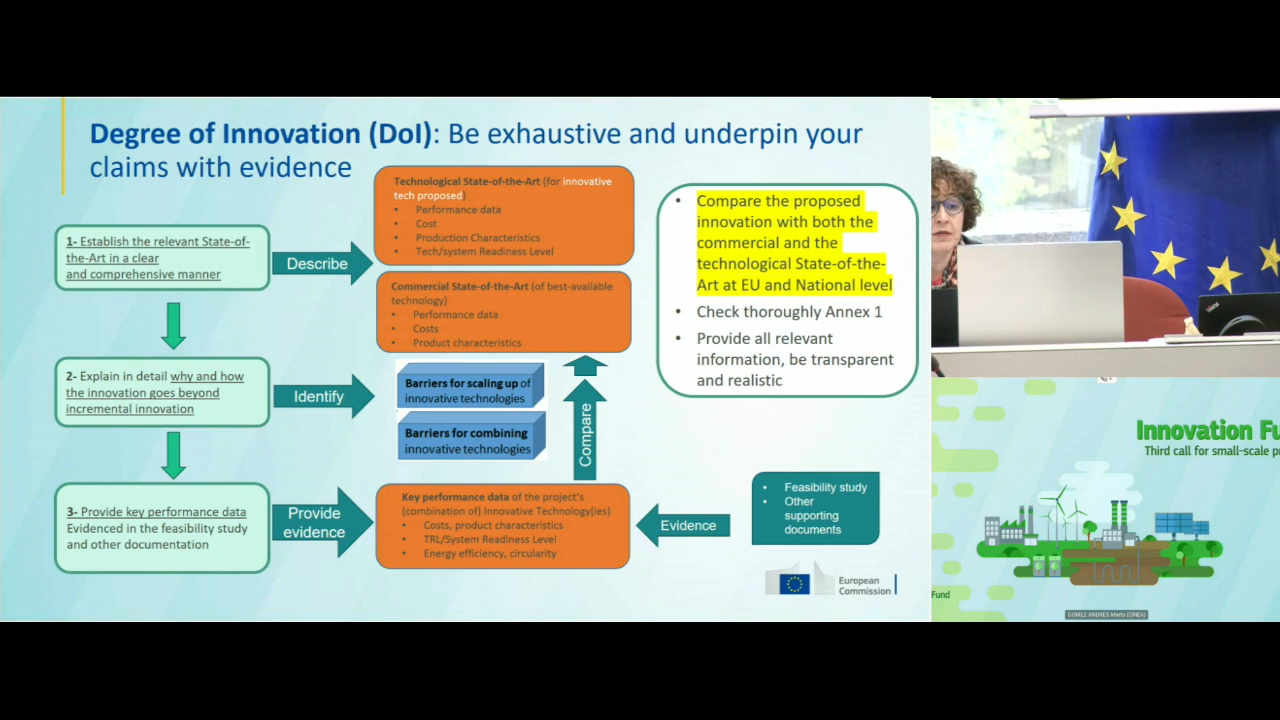 Degree of Innovation (DoI): Be exhaustive and underpin your
claims with evidence
1- Establish the relevant State-of-
the-Art in a clear
and comprehensive manner
Describe
Technological State-of-the-Art (for innovative
tech proposed)
• Performance data
• Cost
• Production Characteristics
• Tech/system Readiness Level
Commercial State-of-the-Art (of best-available
technology)
• Performance data
• Costs
• Product characteristics
2- Explain in detail why and how
the innovation goes beyond
incremental innovation
Identify
Barriers for scaling up of
innovative technologies
Barriers for combining
innovative technologies
Compare
3- Provide key performance data
Evidenced in the feasibility study
and other documentation
Provide
evidence
Key performance data of the project's
(combination of) Innovative Technology(ies)
• Costs, product characteristics
• TRL/System Readiness Level
• Energy efficiency, circularity
Evidence
• Feasibility study
• Other
supporting
documents
• Compare the proposed
innovation with both the
commercial and the
technological State-of-the-
Art at EU and National level
• Check thoroughly Annex 1
• Provide all relevant
information, be transparent
and realistic
European
Commission
Innovation Fu
Third call for small-scale p
Fund
GOMEZ ANDRES Marta (CINEA)